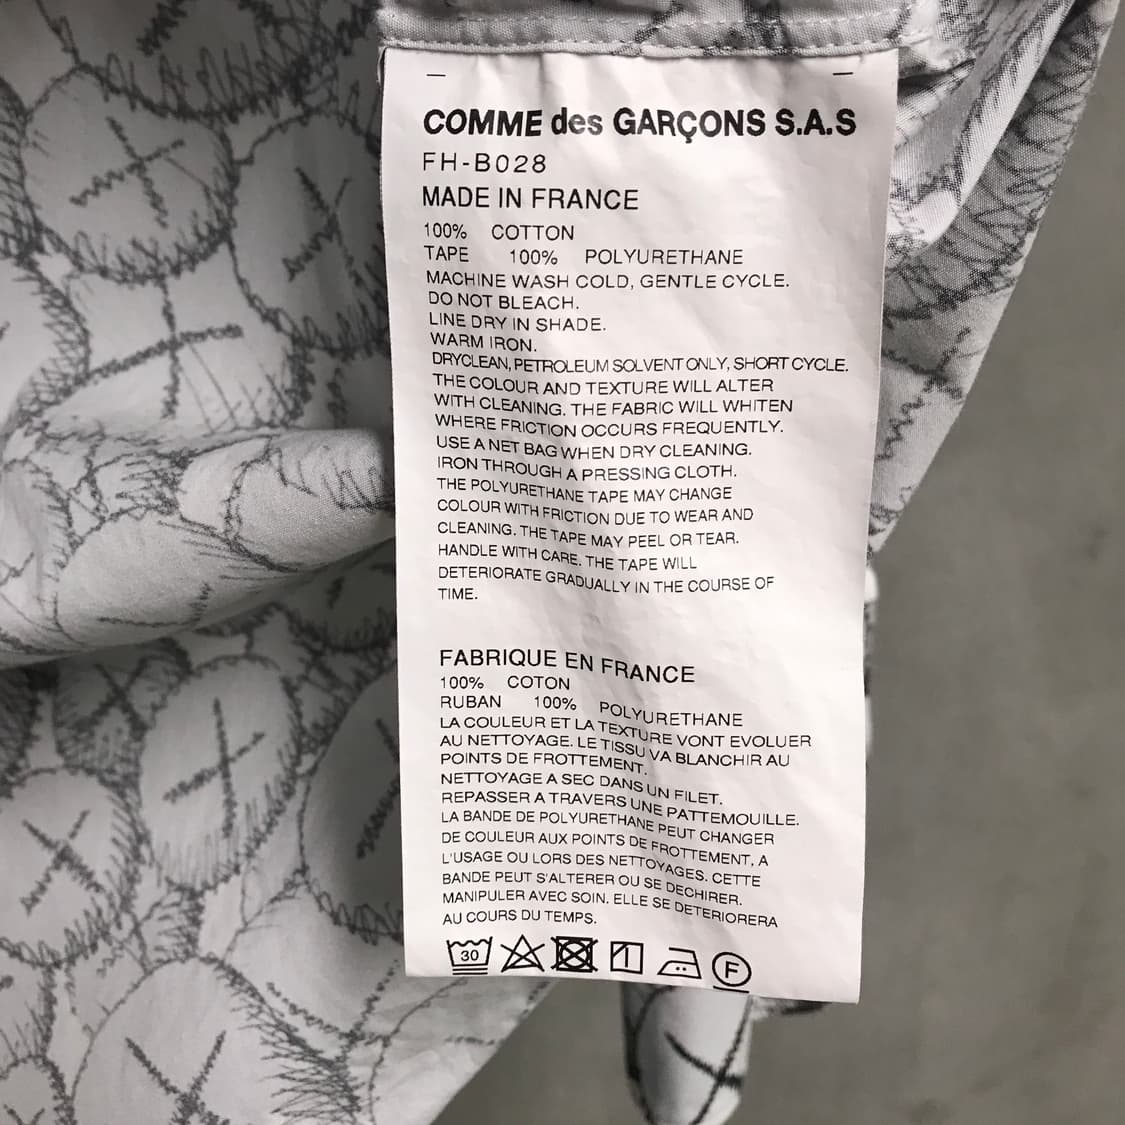 COMME des GARÇONS S.A.S
FH-B028
MADE IN FRANCE
100% COTTON
TAPE 100% POLYURETHANE
MACHINE WASH COLD, GENTLE CYCLE.
DO NOT BLEACH.
LINE DRY IN SHADE.
WARM IRON.
DRYCLEAN, PETROLEUM SOLVENT ONLY, SHORT CYCLE.
THE COLOUR AND TEXTURE WILL ALTER
WITH CLEANING. THE FABRIC WILL WHITEN
WHERE FRICTION OCCURS FREQUENTLY.
USE A NET BAG WHEN DRY CLEANING.
IRON THROUGH A PRESSING CLOTH.
THE POLYURETHANE TAPE MAY CHANGE
COLOUR WITH FRICTION DUE TO WEAR AND
CLEANING. THE TAPE MAY PEEL OR TEAR.
HANDLE WITH CARE. THE TAPE WILL
DETERIORATE GRADUALLY IN THE COURSE OF
TIME.
FABRIQUE EN FRANCE
100% COTON
RUBAN 100% POLYURETHANE
LA COULEUR ET LA TEXTURE VONT EVOLUER
AU NETTOYAGE. LE TISSU VA BLANCHIR AU
POINTS DE FROTTEMENT.
NETTOYAGE A SEC DANS UN FILET.
REPASSER A TRAVERS UNE PATTEMOUILLE.
LA BANDE DE POLYURETHANE PEUT CHANGER
DE COULEUR AUX POINTS DE FROTTEMENT, A
L'USAGE OU LORS DES NETTOYAGES. CETTE
BANDE PEUT S'ALTERER OU SE DECHIRER.
MANIPULER AVEC SOIN. ELLE SE DETERIORERA
AU COURS DU TEMPS.
30 F